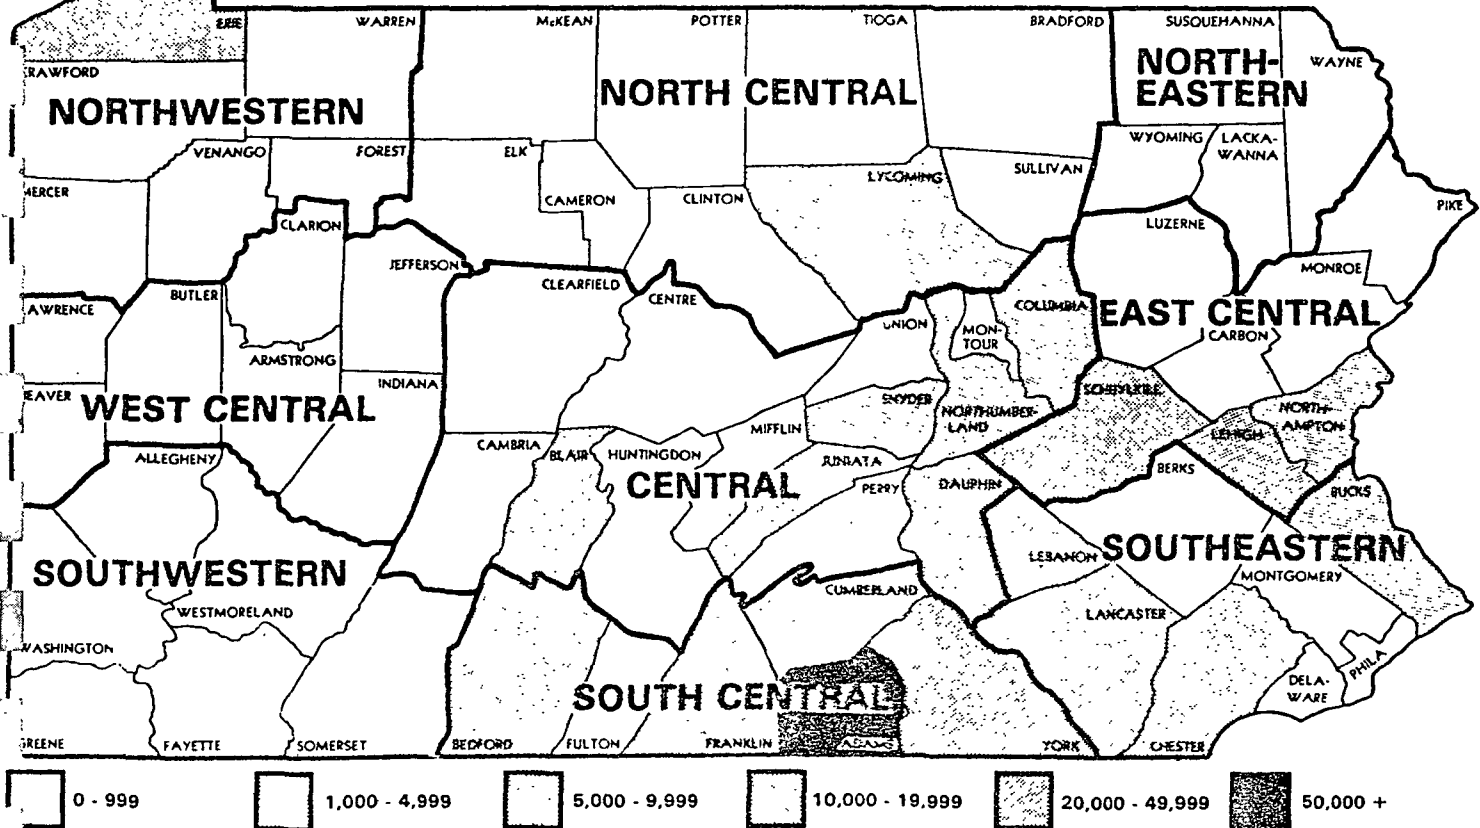 ERIE
WARREN
McKEAN
POTTER
TIOGA
BRADFORD
SUSQUEHANNA
WAYNE
RAWFORD
NORTHWESTERN
NORTH CENTRAL
NORTH-
EASTERN
VENANGO
FOREST
ELK
WYOMING
LACKA-
WANNA
MERCER
CAMERON
CLINTON
LYCOMING
SULLIVAN
PIKE
CLARION
LUZERNE
JEFFERSON
CLEARFIELD
CENTRE
MONROE
AWRENCE
BUTLER
UNION
MON-
TOUR
COLUMBIA
EAST CENTRAL
CARBON
ARMSTRONG
INDIANA
EAVER
WEST CENTRAL
SNYDER
NORTHUMBER-
LAND
SCHUYLKILL
LEHIGH
NORTH-
AMPTON
ALLEGHENY
CAMBRIA
BLAIR
HUNTINGDON
MIFFLIN
JUNIATA
PERRY
DAUPHIN
BERKS
BUCKS
CENTRAL
SOUTHWESTERN
LEBANON
SOUTHEASTERN
MONTGOMERY
WESTMORELAND
CUMBERLAND
LANCASTER
WASHINGTON
SOUTH CENTRAL
DELA-
WARE
PHILA
GREENE
FAYETTE
SOMERSET
BEDFORD
FULTON
FRANKLIN
ADAMS
YORK
CHESTER
0 - 999
1,000 - 4,999
5,000 - 9,999
10,000 - 19,999
20,000 - 49,999
50,000 +